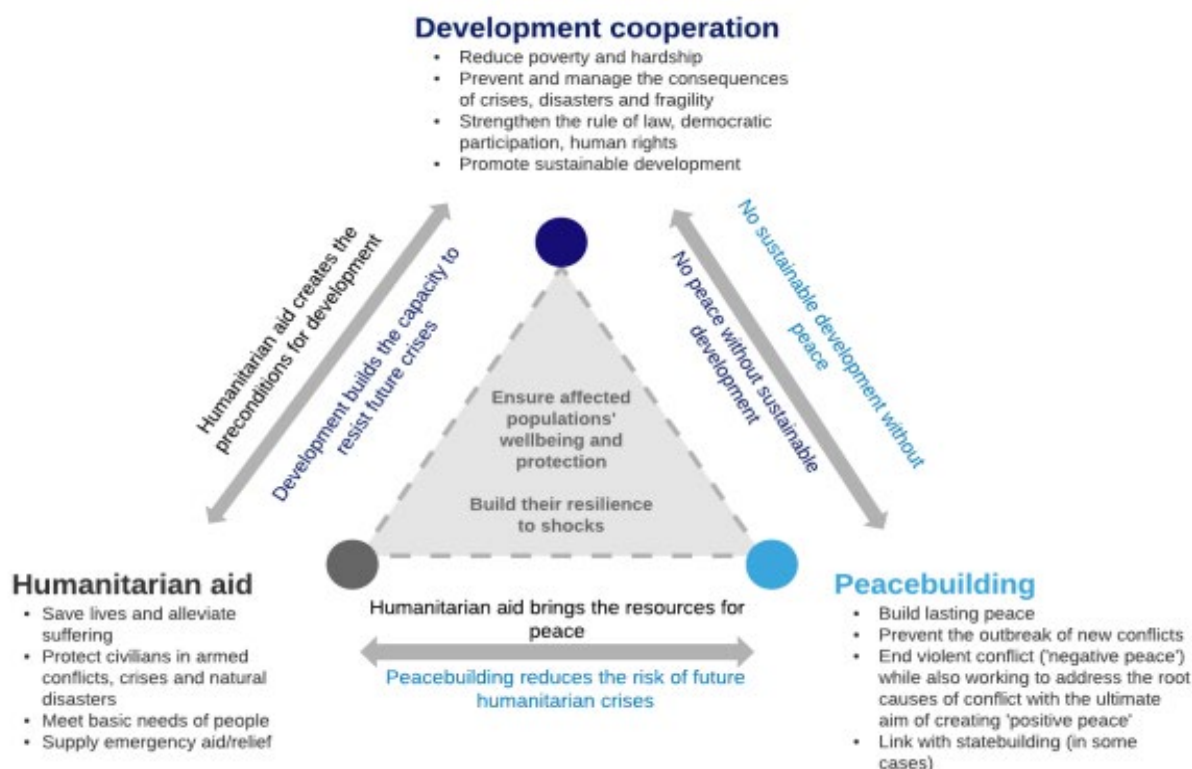 Development cooperation
• Reduce poverty and hardship
• Prevent and manage the consequences
of crises, disasters and fragility
• Strengthen the rule of law, democratic
participation, human rights
• Promote sustainable development
Humanitarian aid creates the
preconditions for development
Development builds the capacity to
resist future crises
No peace without sustainable
development
No sustainable development without
peace
Ensure affected
populations'
wellbeing and
protection
Build their resilience
to shocks
Humanitarian aid
• Save lives and alleviate
suffering
• Protect civilians in armed
conflicts, crises and natural
disasters
• Meet basic needs of people
• Supply emergency aid/relief
Humanitarian aid brings the resources for
peace
Peacebuilding reduces the risk of future
humanitarian crises
Peacebuilding
• Build lasting peace
• Prevent the outbreak of new conflicts
• End violent conflict ('negative peace')
while also working to address the root
causes of conflict with the ultimate
aim of creating 'positive peace'
• Link with statebuilding (in some
cases)